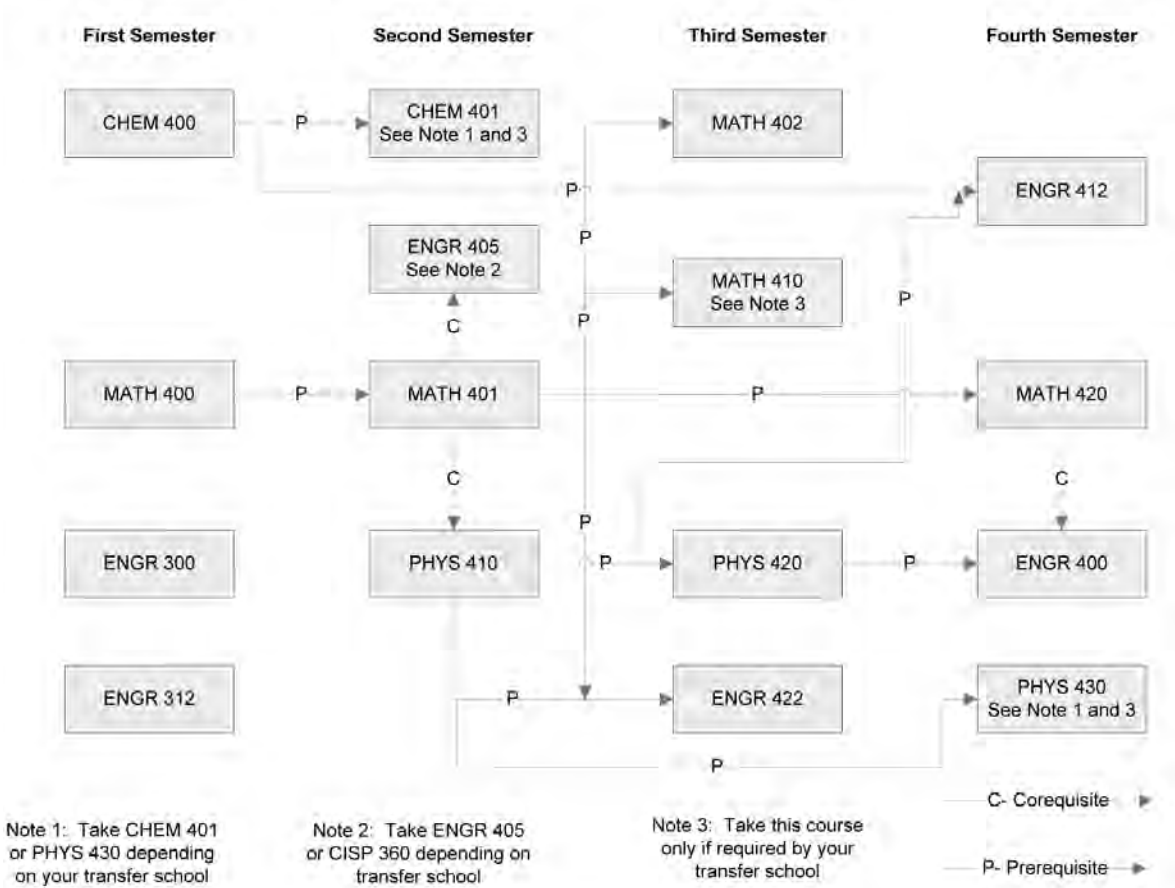 First Semester
Second Semester
Third Semester
Fourth Semester
CHEM 400
P
CHEM 401
See Note 1 and 3
MATH 402
P
ENGR 412
ENGR 405
See Note 2
P
MATH 410
See Note 3
P
C
P
MATH 400
P
MATH 401
P
MATH 420
C
C
P
ENGR 300
PHYS 410
P
PHYS 420
P
ENGR 400
ENGR 312
P
ENGR 422
PHYS 430
See Note 1 and 3
P
C- Corequisite
P- Prerequisite
Note 1: Take CHEM 401
or PHYS 430 depending
on your transfer school
Note 2: Take ENGR 405
or CISP 360 depending on
transfer school
Note 3: Take this course
only if required by your
transfer school